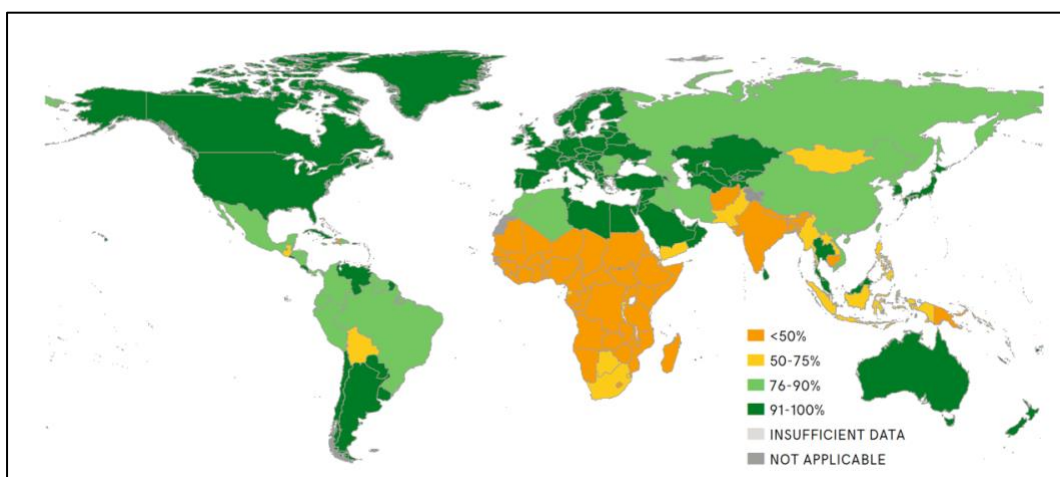 <50%
50-75%
76-90%
91-100%
INSUFFICIENT DATA
NOT APPLICABLE